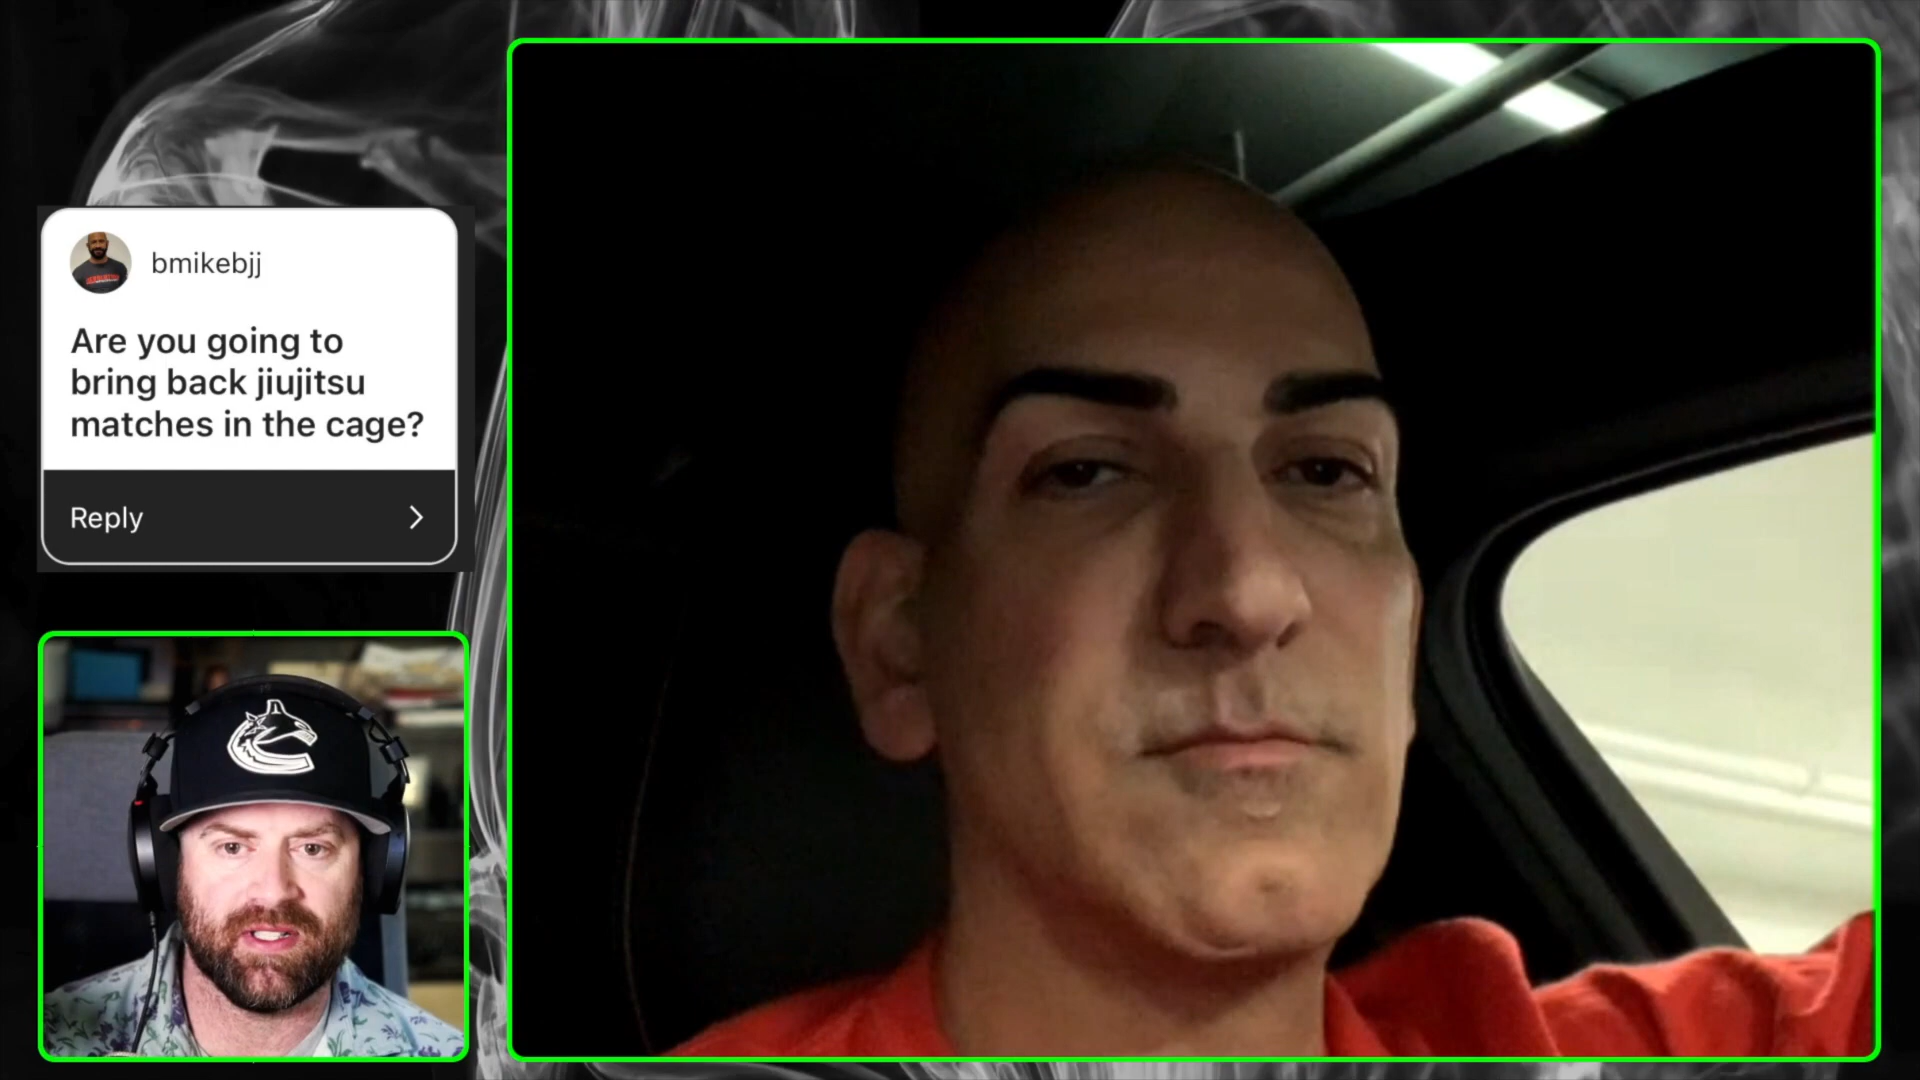 bmikebjj
Are you going to
bring back jiujitsu
matches in the cage?
Reply